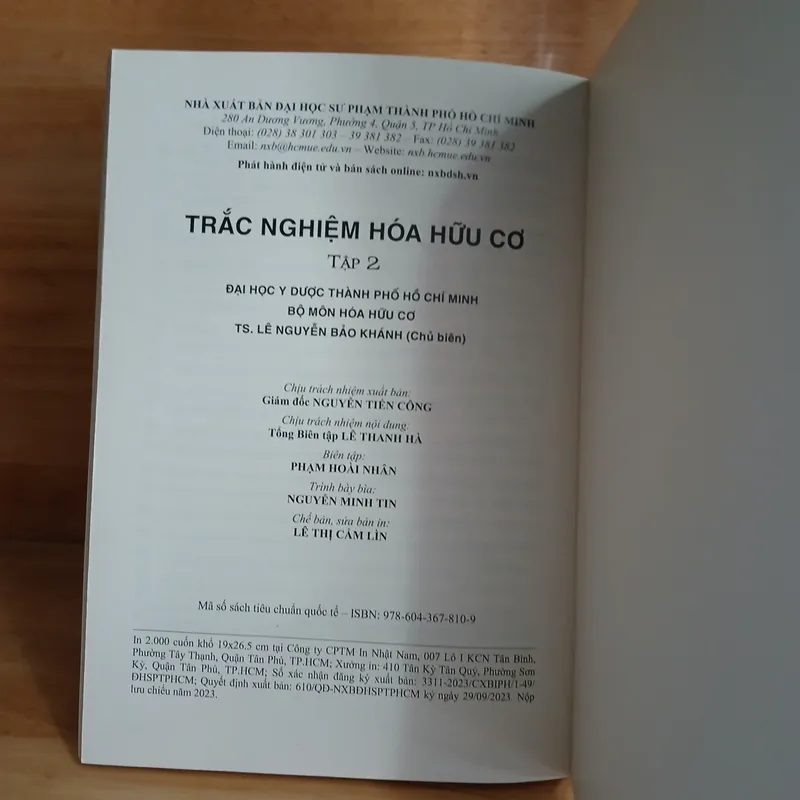 NHÀ XUẤT BẢN ĐẠI HỌC SƯ PHẠM THÀNH PHỐ HỒ CHÍ MINH
280 An Dương Vương, Phường 4, Quận 5, TP Hồ Chí Minh
Điện thoại: (028) 38 301 303 – 39 381 382 – Fax: (028) 39 381 382
Email: nxb@hcmue.edu.vn – Website: nxb.hcmue.edu.vn
Phát hành điện tử và bản sách online: nxbdsh.vn
TRẮC NGHIỆM HÓA HỮU CƠ
TẬP 2
ĐẠI HỌC Y DƯỢC THÀNH PHỐ HỒ CHÍ MINH
BỘ MÔN HÓA HỮU CƠ
TS. LÊ NGUYỄN BẢO KHÁNH (Chủ biên)
Chịu trách nhiệm xuất bản:
Giám đốc NGUYỄN TIẾN CÔNG
Chịu trách nhiệm nội dung:
Tổng Biên tập LÊ THANH HÀ
Biên tập:
PHẠM HOÀI NHÂN
Trình bày bìa:
NGUYỄN MINH TIN
Chế bản, sửa bản in:
LÊ THỊ CẨM LÌN
Mã số sách tiêu chuẩn quốc tế – ISBN: 978-604-367-810-9
In 2.000 cuốn khổ 19x26.5 cm tại Công ty CPTM In Nhật Nam, 007 Lô I KCN Tân Bình,
Phường Tây Thạnh, Quận Tân Phú, TP.HCM; Xưởng in: 410 Tân Kỳ Tân Quý, Phường Sơn
Kỳ, Quận Tân Phú, TP.HCM; Số xác nhận đăng ký xuất bản: 3311-2023/CXBIPH/1-49/
ĐHSPTPHCM; Quyết định xuất bản: 610/QĐ-NXBĐHSPTPHCM ký ngày 29/09/2023. Nộp
lưu chiểu năm 2023.